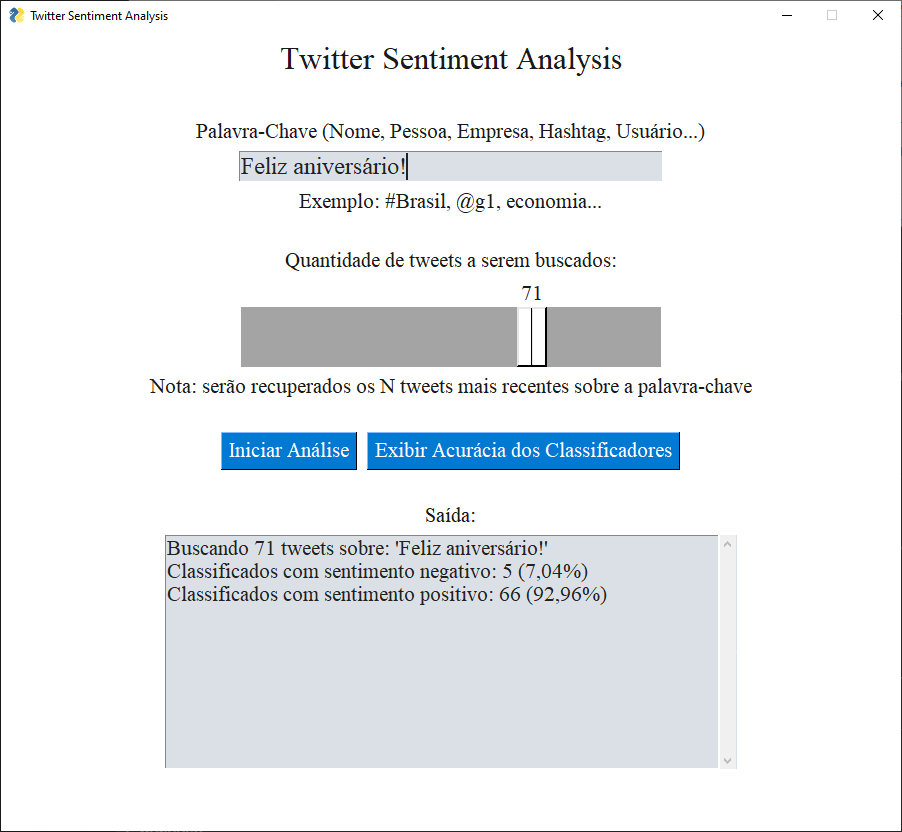 Twitter Sentiment Analysis
Twitter Sentiment Analysis
Palavra-Chave (Nome, Pessoa, Empresa, Hashtag, Usuário...)
Feliz aniversário!
Exemplo: #Brasil, @g1, economia...
Quantidade de tweets a serem buscados:
71
Nota: serão recuperados os N tweets mais recentes sobre a palavra-chave
Iniciar Análise Exibir Acurácia dos Classificadores
Saída:
Buscando 71 tweets sobre: 'Feliz aniversário!'
Classificados com sentimento negativo: 5 (7,04%)
Classificados com sentimento positivo: 66 (92,96%)